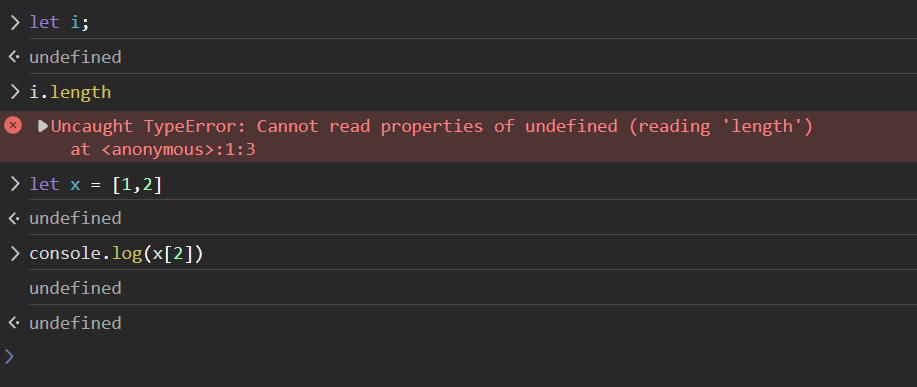 let i;
undefined
i.length
Uncaught TypeError: Cannot read properties of undefined (reading 'length')
at <anonymous>:1:3
let x = [1,2]
undefined
console.log(x[2])
undefined
undefined